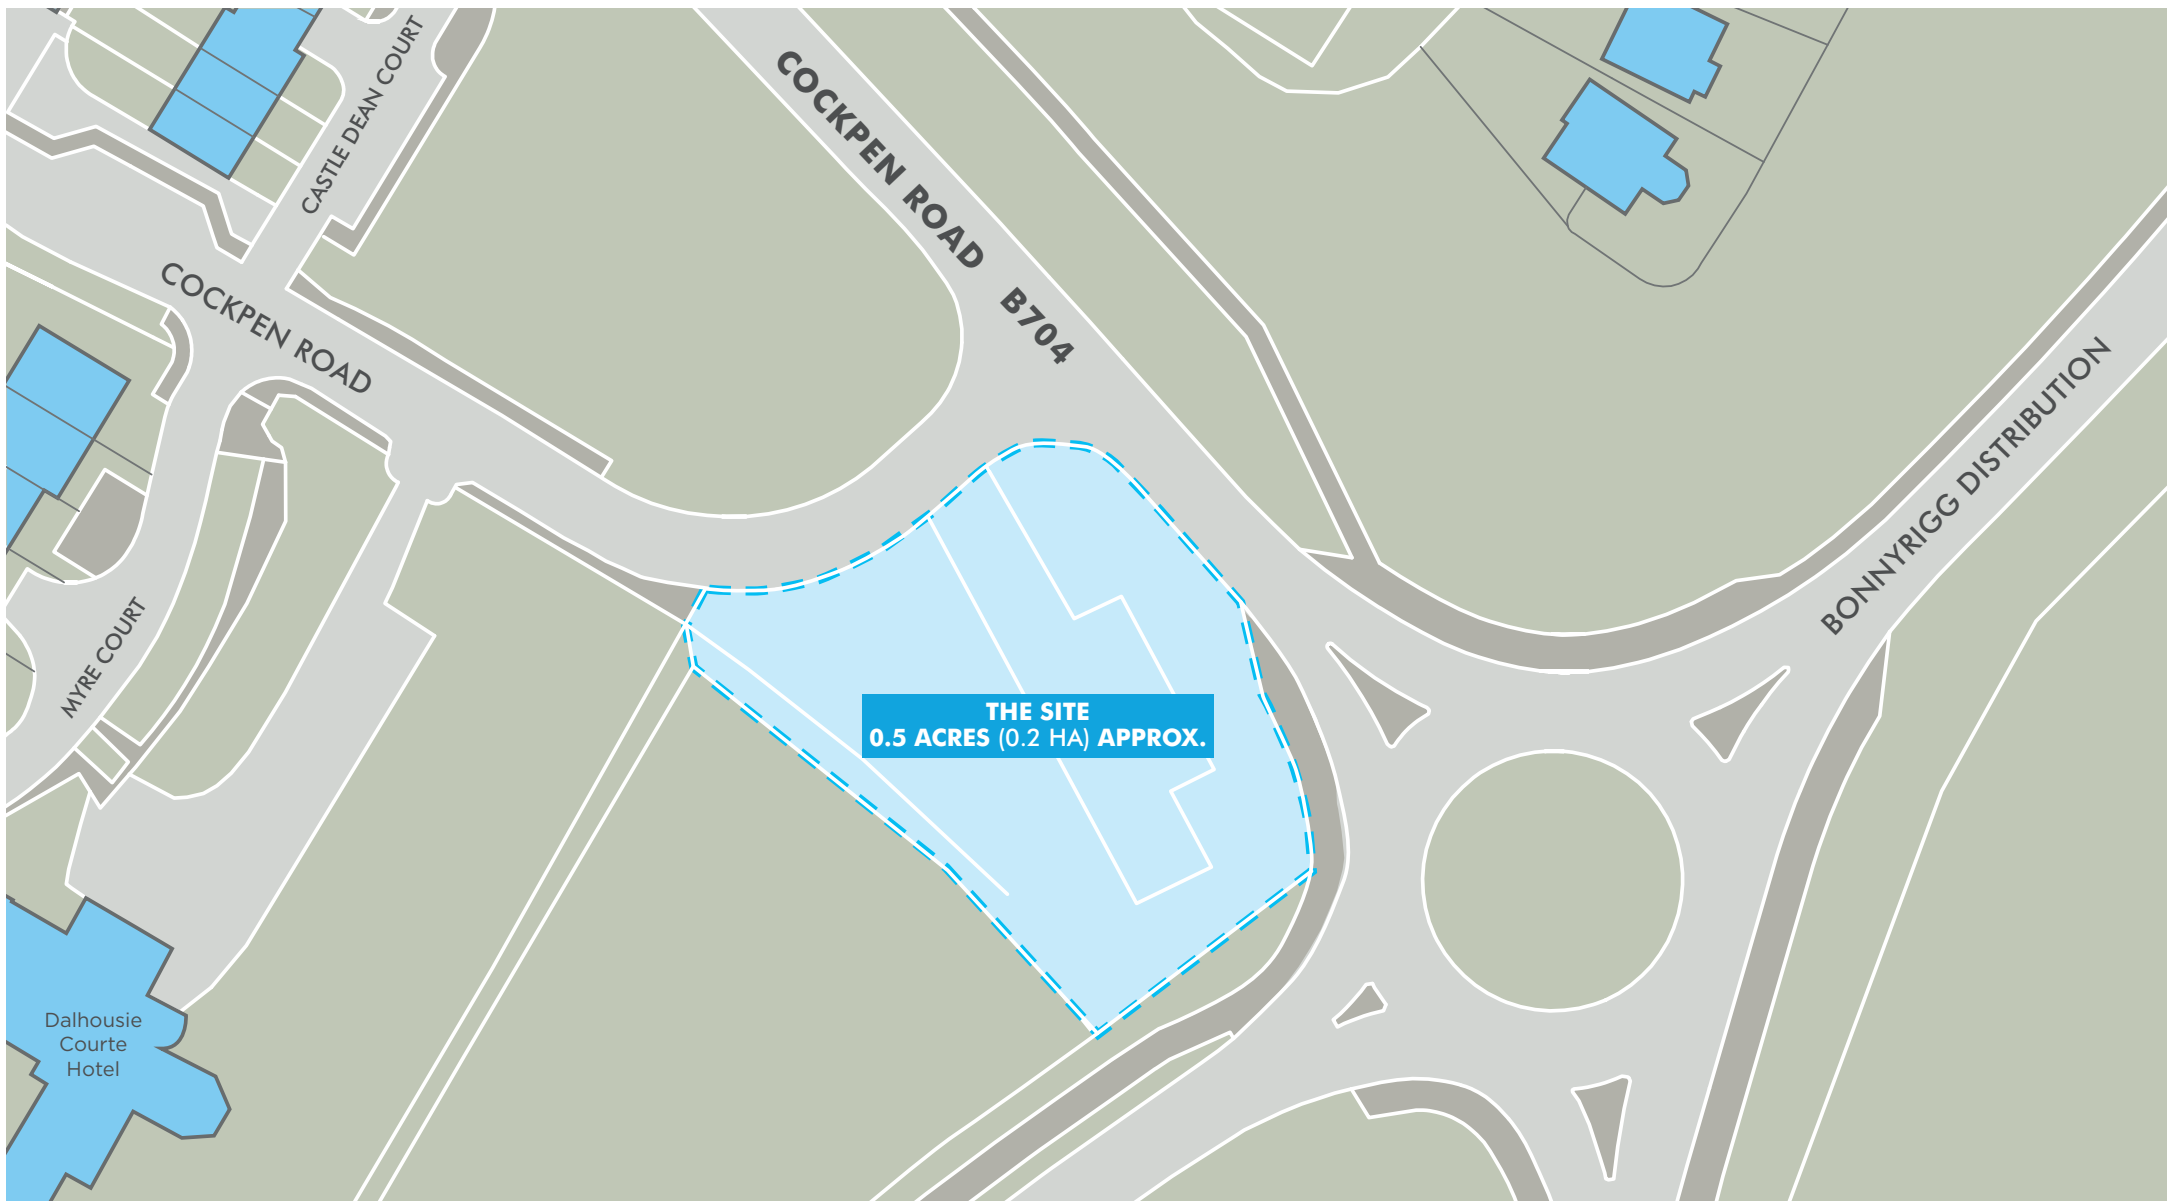 CASTLE DEAN COURT
COCKPEN ROAD B704
COCKPEN ROAD
BONNYRIGG DISTRIBUTION
MYRE COURT
THE SITE
0.5 ACRES (0.2 HA) APPROX.
Dalhousie
Courte
Hotel